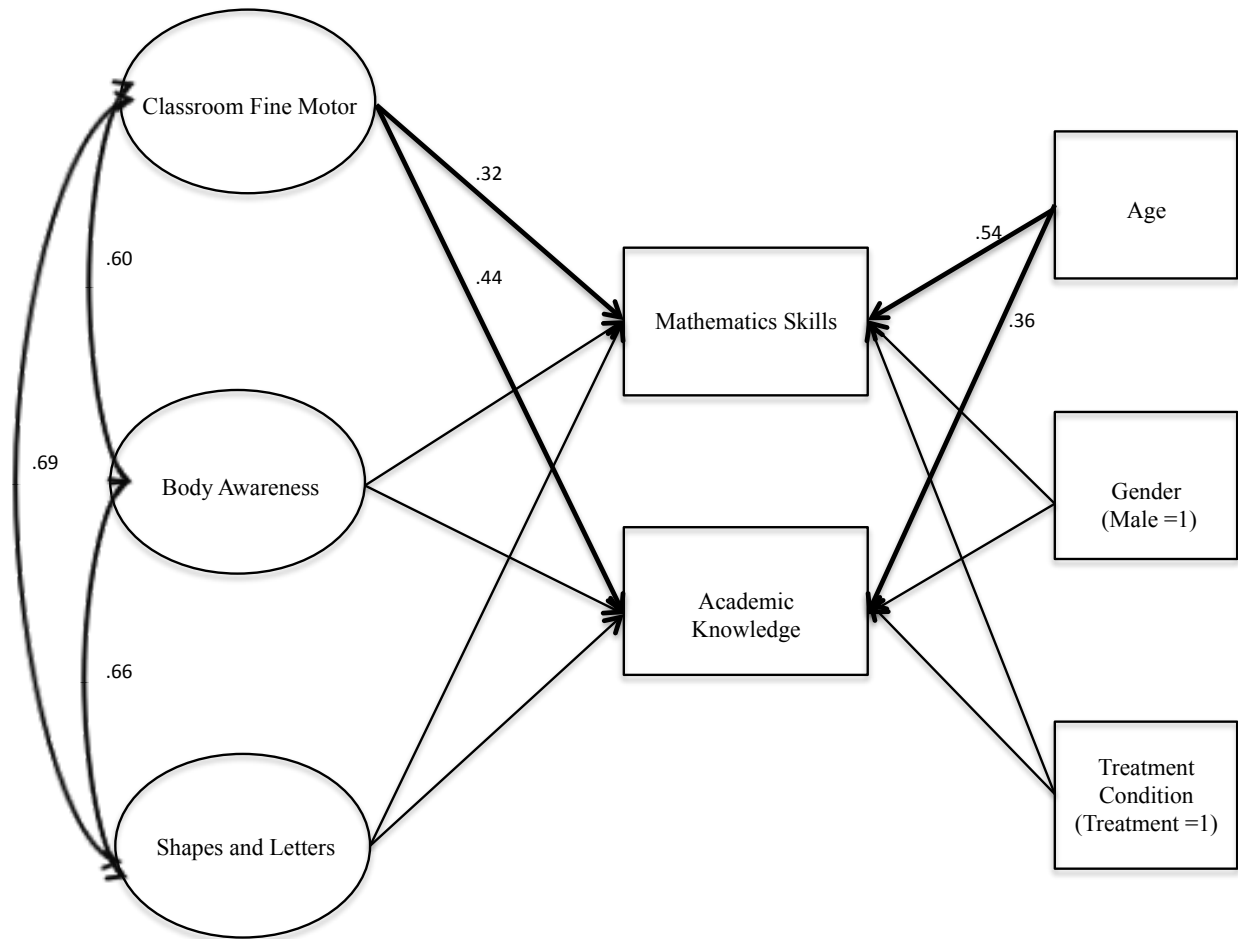 Classroom Fine Motor
.32
Age
.54
.60
.44
.36
Mathematics Skills
.69
Body Awareness
Gender
(Male =1)
Academic
Knowledge
.66
Treatment
Condition
(Treatment =1)
Shapes and Letters